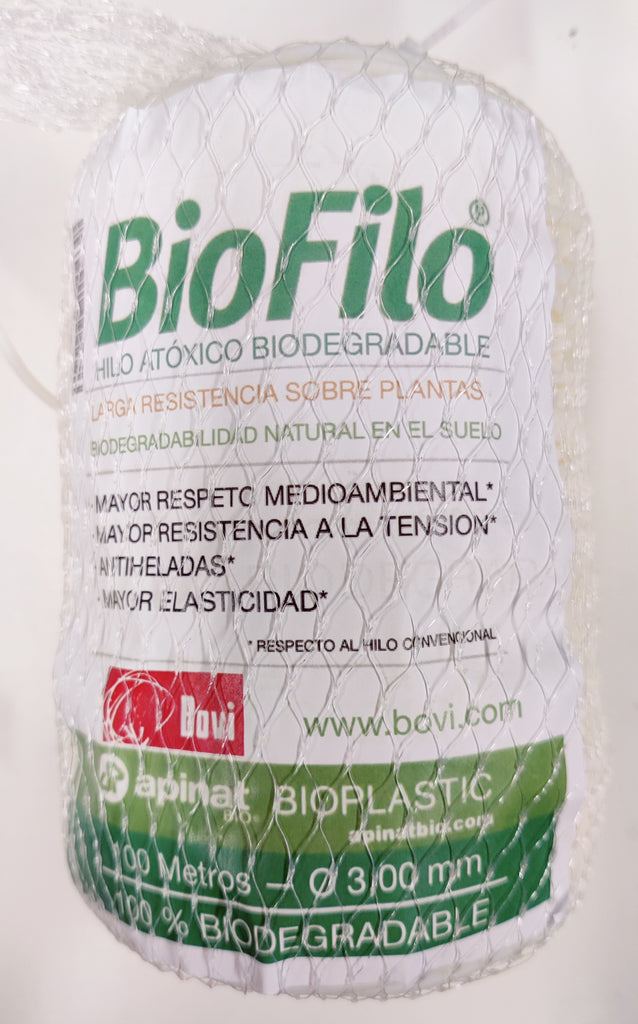 BioFilo®
HILO ATÓXICO BIODEGRADABLE
LARGA RESISTENCIA SOBRE PLANTAS
BIODEGRADABILIDAD NATURAL EN EL SUELO
·MAYOR RESPETO MEDIOAMBIENTAL*
·MAYOR RESISTENCIA A LA TENSION*
·ANTIHELADAS*
·MAYOR ELASTICIDAD*
* RESPECTO AL HILO CONVENCIONAL
Bovi www.bovi.com
apinat BIO. BIOPLASTIC
apinatbio.com
100 Metros – Ø 3,00 mm
100 % BIODEGRADABLE